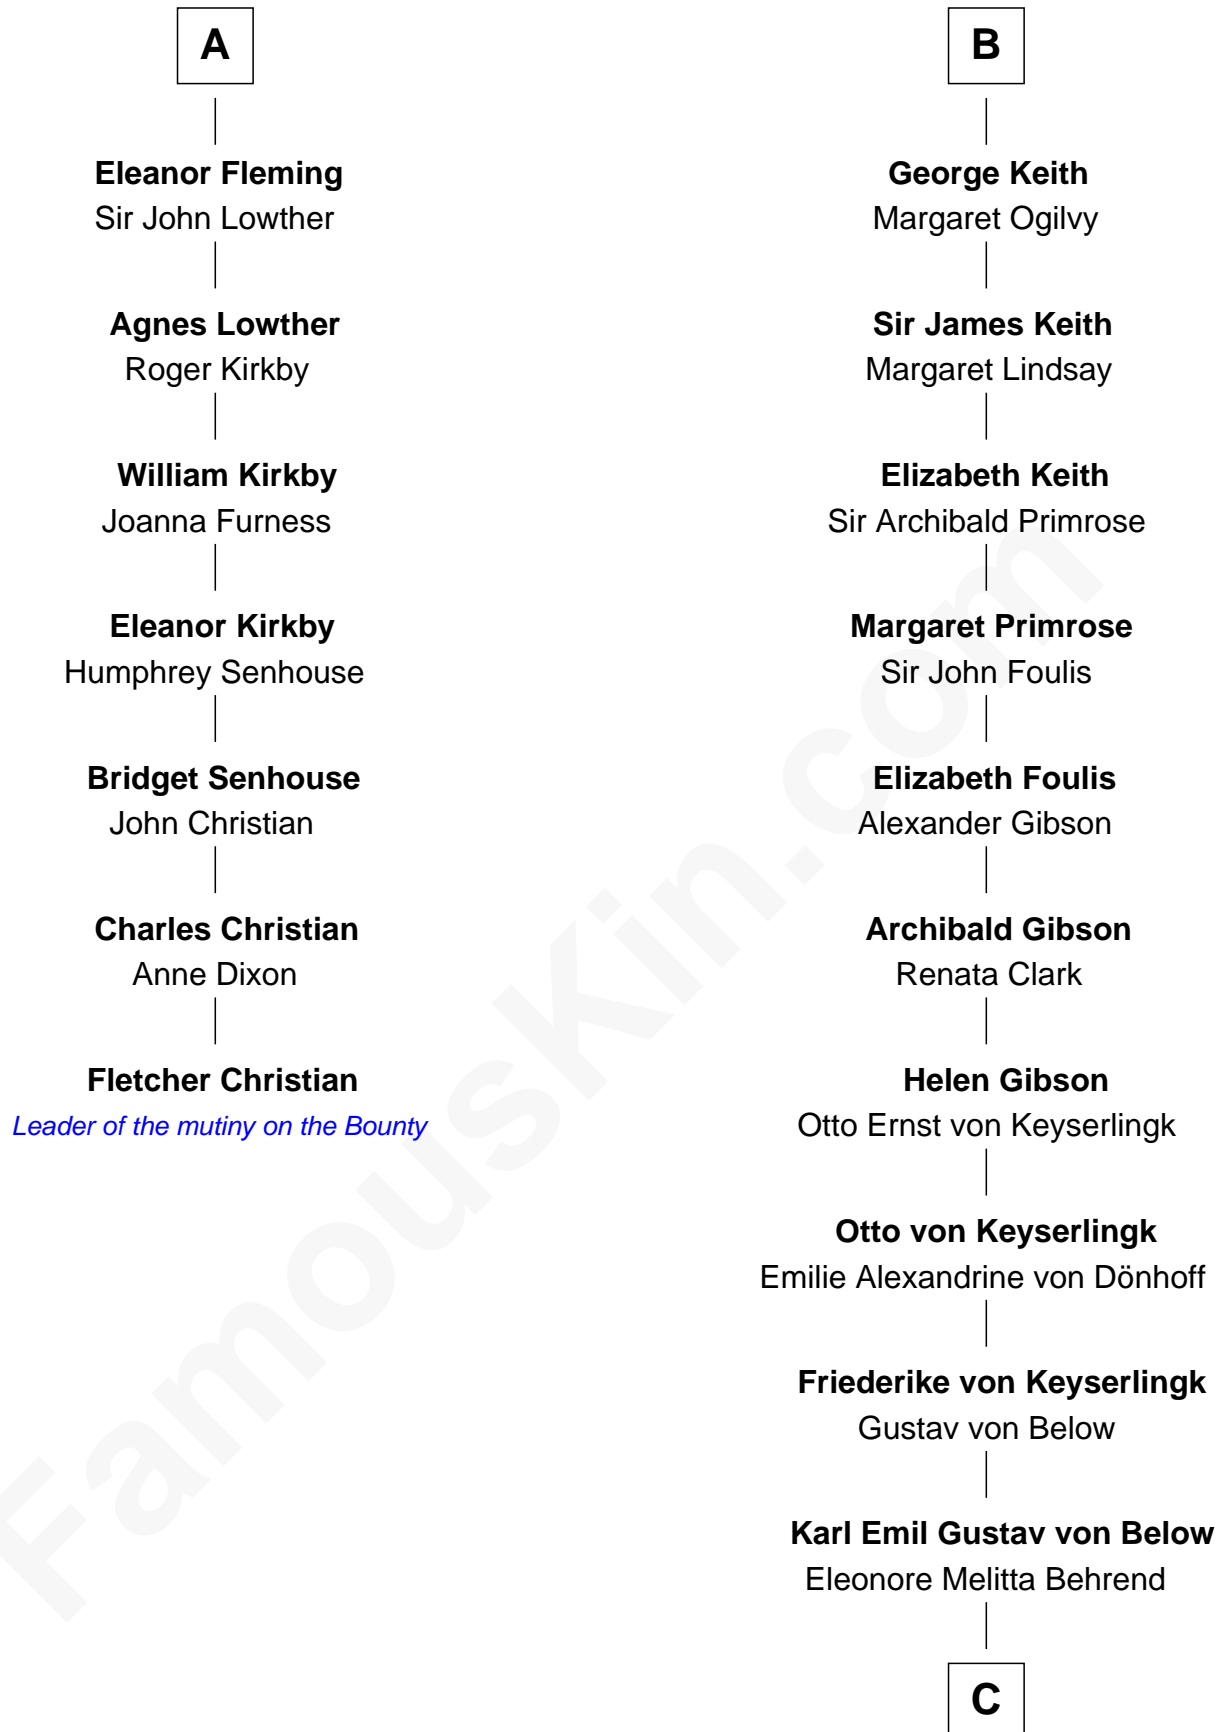 A
Eleanor Fleming
Sir John Lowther
Agnes Lowther
Roger Kirkby
William Kirkby
Joanna Furness
Eleanor Kirkby
Humphrey Senhouse
Bridget Senhouse
John Christian
Charles Christian
Anne Dixon
Fletcher Christian
Leader of the mutiny on the Bounty
B
George Keith
Margaret Ogilvy
Sir James Keith
Margaret Lindsay
Elizabeth Keith
Sir Archibald Primrose
Margaret Primrose
Sir John Foulis
Elizabeth Foulis
Alexander Gibson
Archibald Gibson
Renata Clark
Helen Gibson
Otto Ernst von Keyserlingk
Otto von Keyserlingk
Emilie Alexandrine von Dönhoff
Friederike von Keyserlingk
Gustav von Below
Karl Emil Gustav von Below
Eleonore Melitta Behrend
C
FamousKin.com